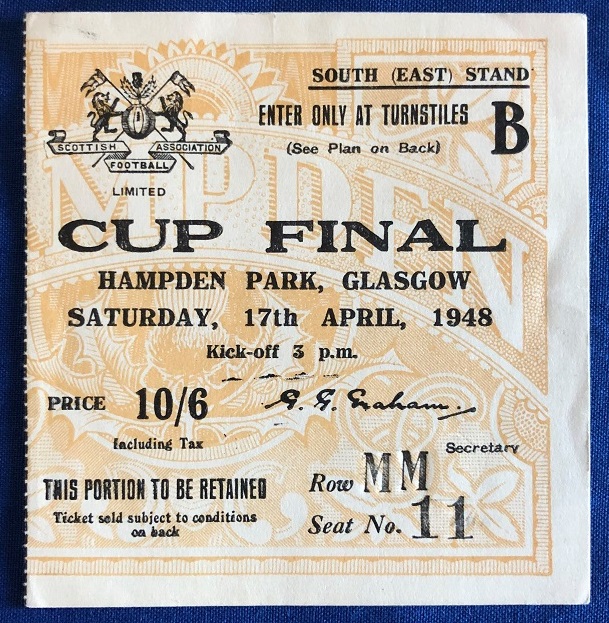 SOUTH (EAST) STAND
ENTER ONLY AT TURNSTILES B
(See Plan on Back)
SCOTTISH ASSOCIATION
FOOTBALL
LIMITED
HAMPDEN
CUP FINAL
HAMPDEN PARK, GLASGOW
SATURDAY, 17th APRIL, 1948
Kick-off 3 p.m.
PRICE 10/6
Including Tax
G. G. Graham
Secretary
THIS PORTION TO BE RETAINED
Ticket sold subject to conditions
on back
Row MM
Seat No. 11